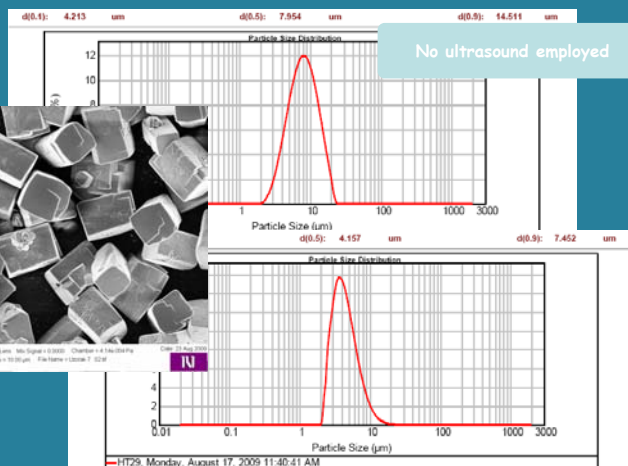 d(0.1): 4.213 um d(0.5): 7.954 um d(0.9): 14.511 um
No ultrasound employed
Particle Size Distribution
12
10
8
1 10 100 1000 3000
Particle Size (µm)
d(0.5): 4.157 um d(0.9): 7.452 um
Particle Size Distribution
4
2
0
0.01 0.1 1 10 100 1000 3000
Particle Size (µm)
HT29, Monday, August 17, 2009 11:40:41 AM